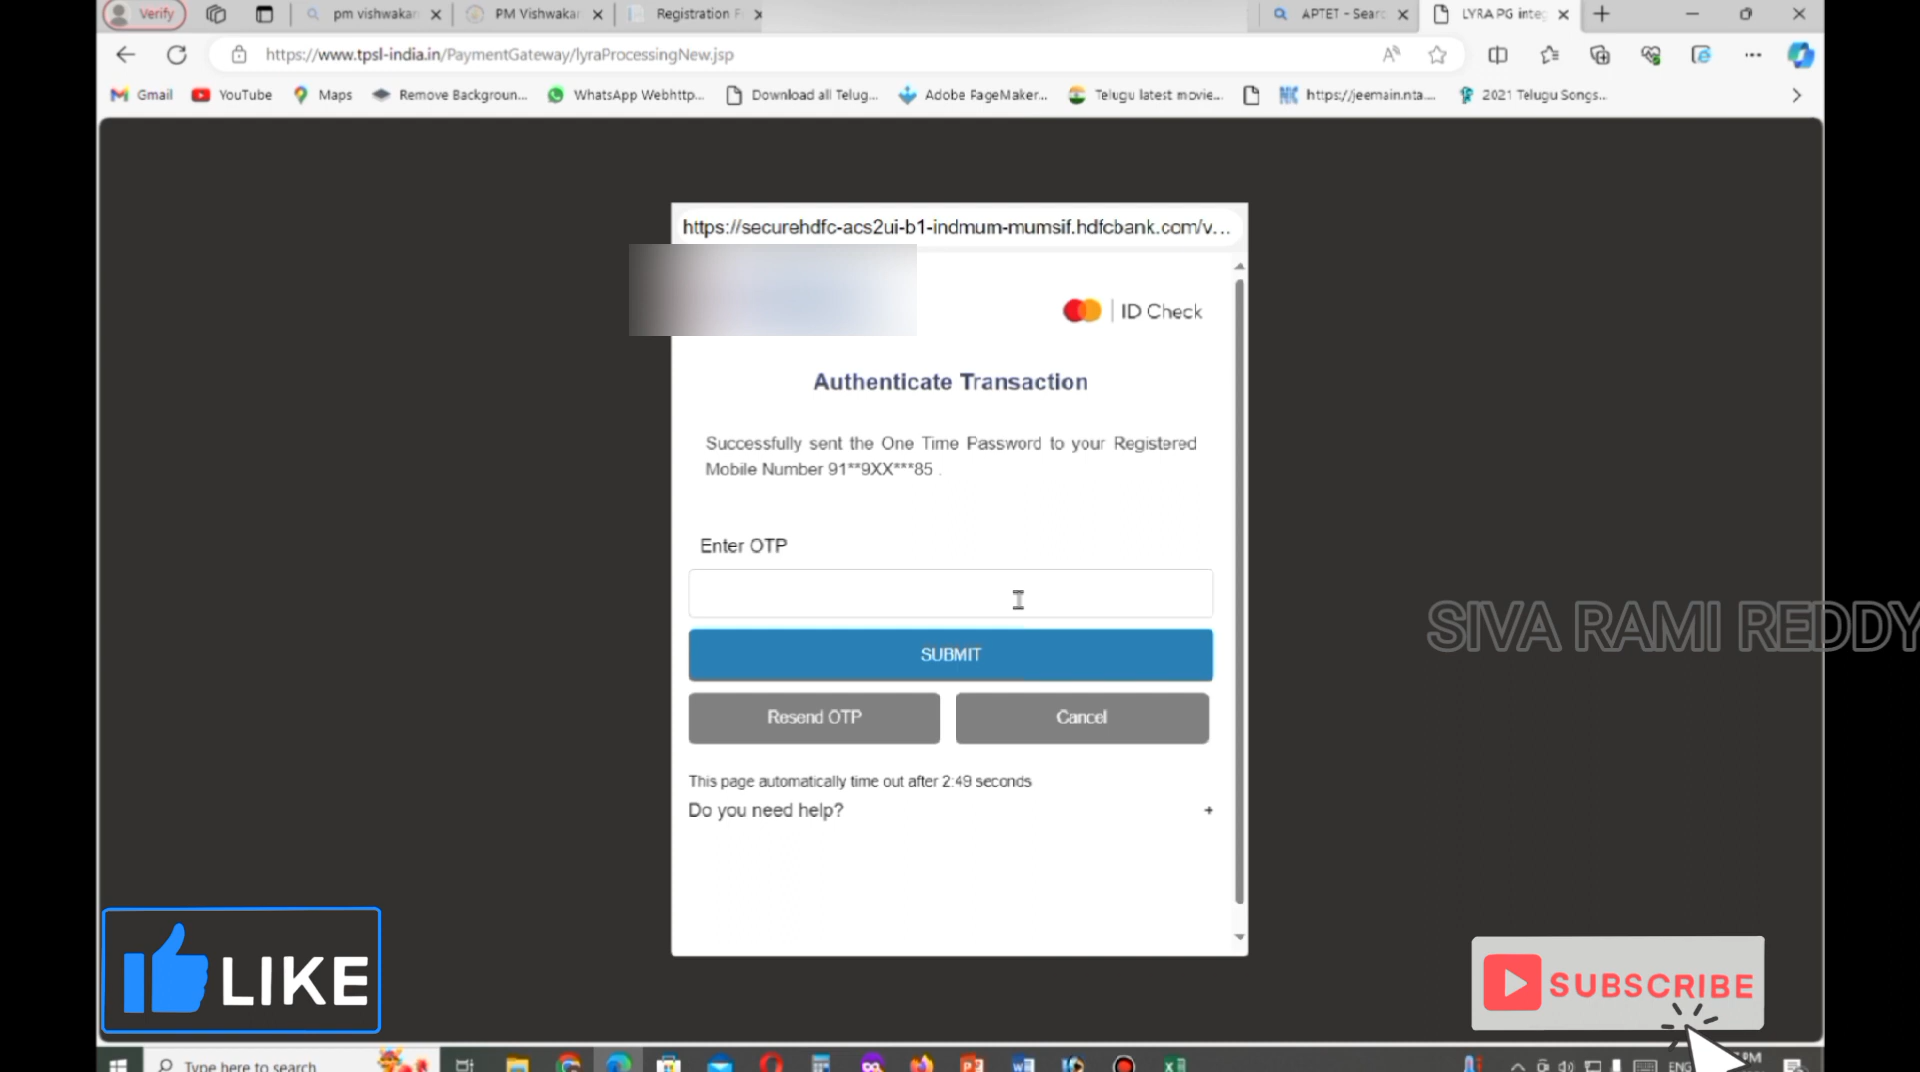 Verify
pm vishwakar
PM Vishwakar
Registration F
APTET - Searc
LYRA PG integ
https://www.tpsl-india.in/PaymentGateway/lyraProcessingNew.jsp
Gmail
YouTube
Maps
Remove Backgroun...
WhatsApp Webhttp...
Download all Telug...
Adobe PageMaker...
Telugu latest movie...
https://jeemain.nta....
2021 Telugu Songs...
https://securehdfc-acs2ui-b1-indmum-mumsif.hdfcbank.com/v...
ID Check
Authenticate Transaction
Successfully sent the One Time Password to your Registered
Mobile Number 91**9XX***85 .
Enter OTP
SIVA RAMI REDDY
SUBMIT
Resend OTP
Cancel
This page automatically time out after 2:49 seconds
Do you need help?
+
LIKE
SUBSCRIBE
Type here to search
ENG
PM